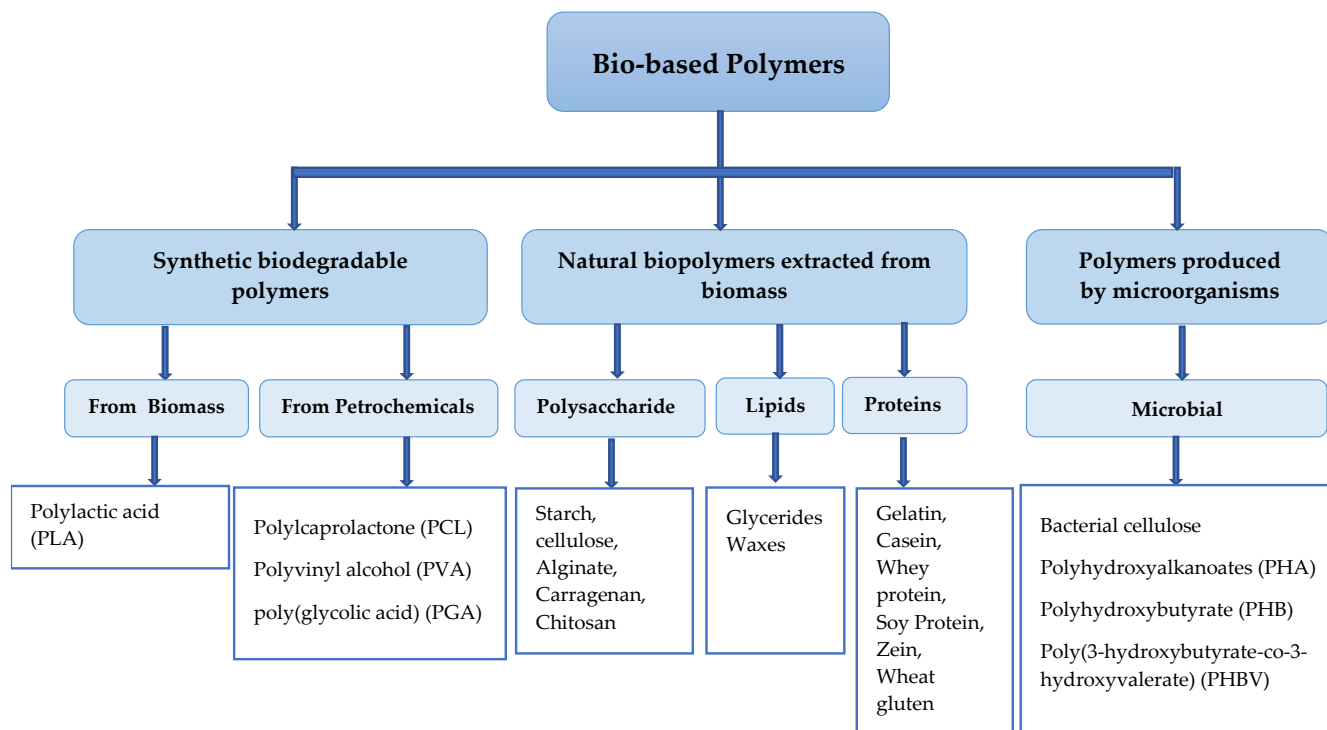 Bio-based Polymers
Synthetic biodegradable
polymers
Natural biopolymers extracted from
biomass
Polymers produced
by microorganisms
From Biomass
From Petrochemicals
Polysaccharide
Lipids
Proteins
Microbial
Polylactic acid
(PLA)
Polylcaprolactone (PCL)
Polyvinyl alcohol (PVA)
poly(glycolic acid) (PGA)
Starch,
cellulose,
Alginate,
Carragenan,
Chitosan
Glycerides
Waxes
Gelatin,
Casein,
Whey
protein,
Soy Protein,
Zein,
Wheat
gluten
Bacterial cellulose
Polyhydroxyalkanoates (PHA)
Polyhydroxybutyrate (PHB)
Poly(3-hydroxybutyrate-co-3-
hydroxyvalerate) (PHBV)